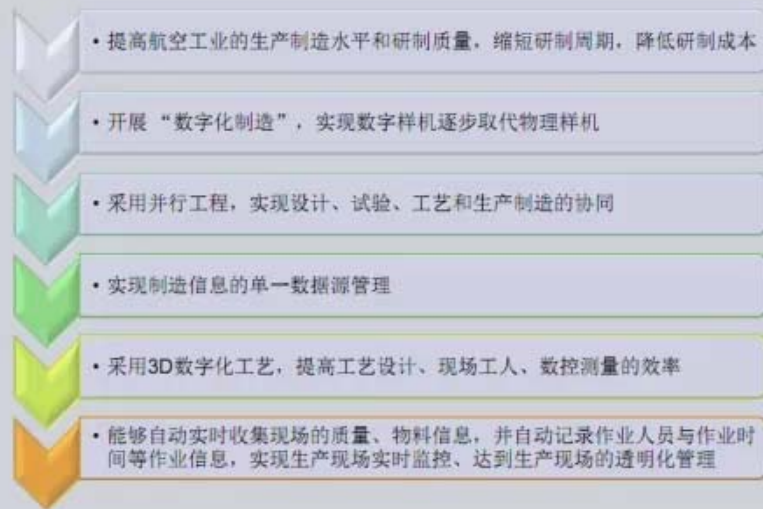 • 提高航空工业的生产制造水平和研制质量，缩短研制周期，降低研制成本
• 开展“数字化制造”，实现数字样机逐步取代物理样机
• 采用并行工程，实现设计、试验、工艺和生产制造的协同
• 实现制造信息的单一数据源管理
• 采用3D数字化工艺，提高工艺设计、现场工人、数控测量的效率
• 能够自动实时收集现场的质量、物料信息，并自动记录作业人员与作业时
间等作业信息，实现生产现场实时监控、达到生产现场的透明化管理